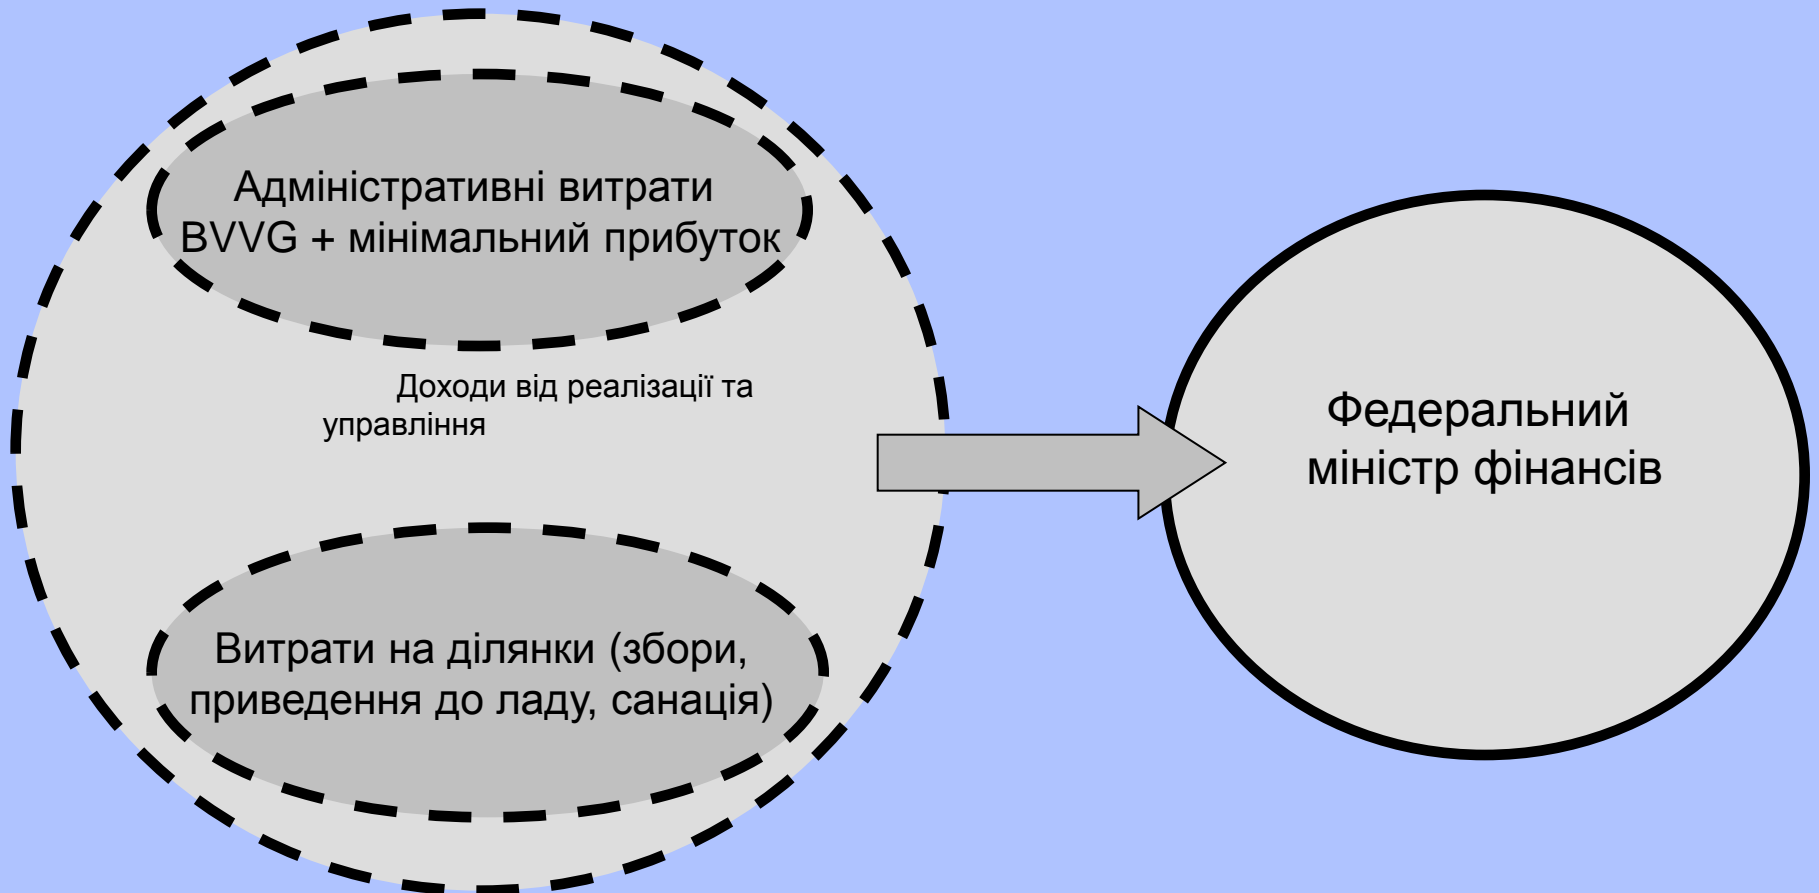 Адміністративні витрати
BVVG + мінімальний прибуток
Доходи від реалізації та
управління
Федеральний
міністр фінансів
Витрати на ділянки (збори,
приведення до ладу, санація)